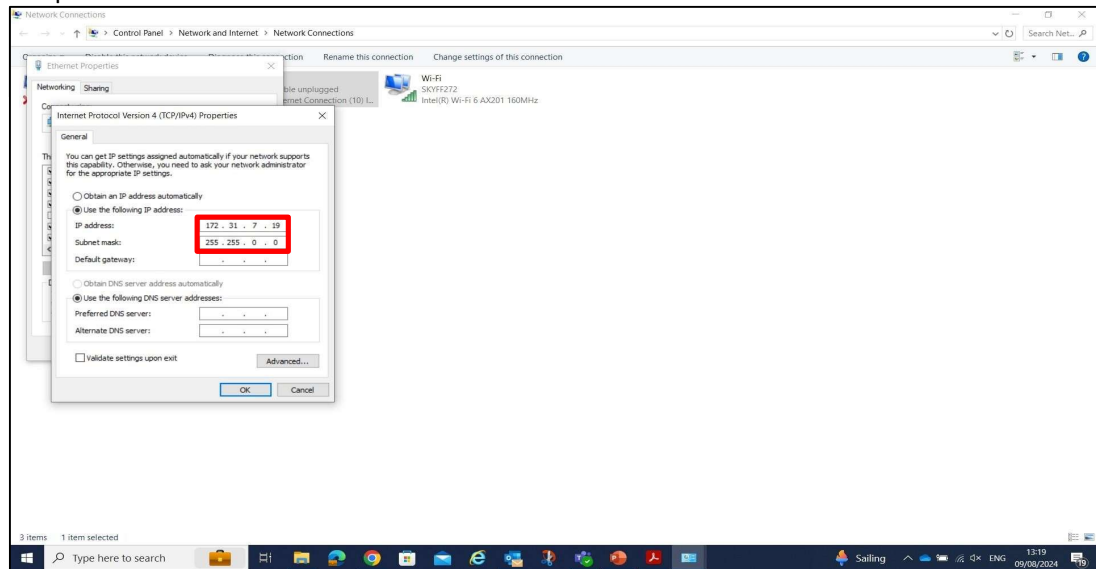 Network Connections
Control Panel > Network and Internet > Network Connections
Search Net...
Rename this connection Change settings of this connection
Ethernet Properties
Networking Sharing
ble unplugged
ernet Connection (10) I...
Wi-Fi
SKYFF272
Intel(R) Wi-Fi 6 AX201 160MHz
Internet Protocol Version 4 (TCP/IPv4) Properties
General
You can get IP settings assigned automatically if your network supports
this capability. Otherwise, you need to ask your network administrator
for the appropriate IP settings.
Obtain an IP address automatically
Use the following IP address:
IP address: 172 . 31 . 7 . 19
Subnet mask: 255 . 255 . 0 . 0
Default gateway: . . .
Obtain DNS server address automatically
Use the following DNS server addresses:
Preferred DNS server: . . .
Alternate DNS server: . . .
Validate settings upon exit
Advanced...
OK Cancel
3 items 1 item selected
Type here to search
Sailing
ENG
13:19
09/08/2024
19